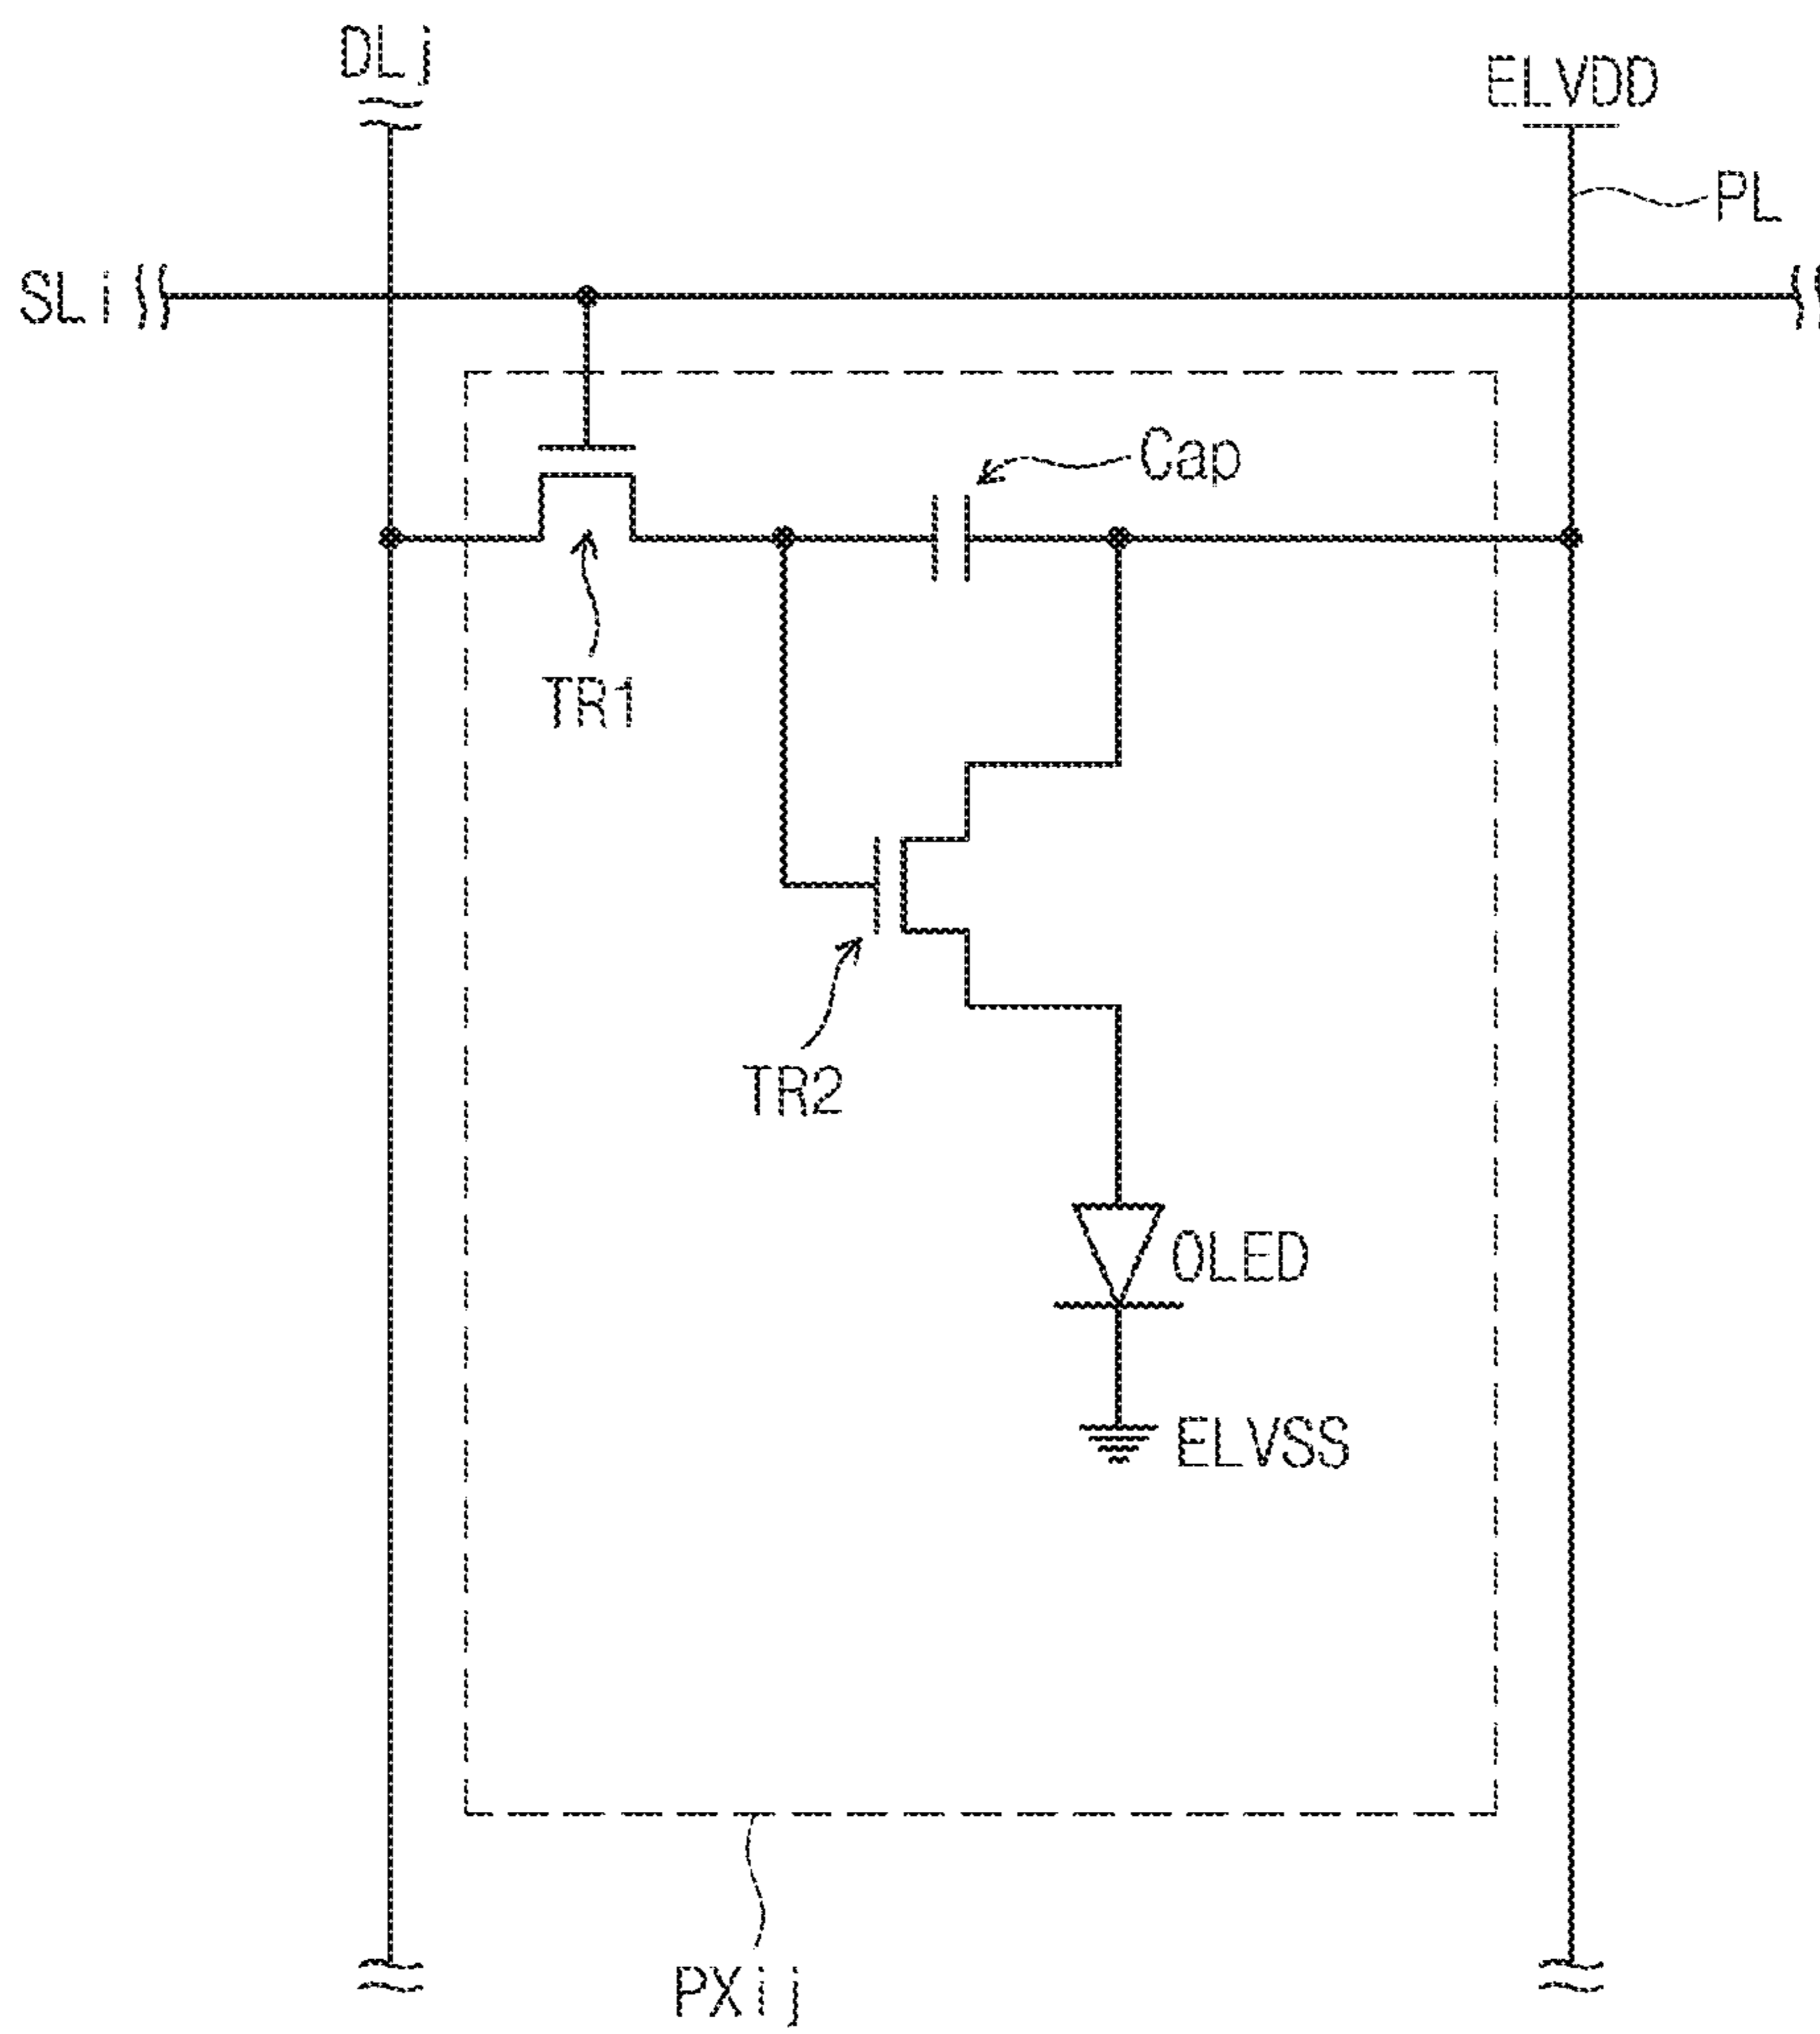 DLj
ELVDD
PL
SLi
Cap
TR1
TR2
OLED
ELVSS
PXij